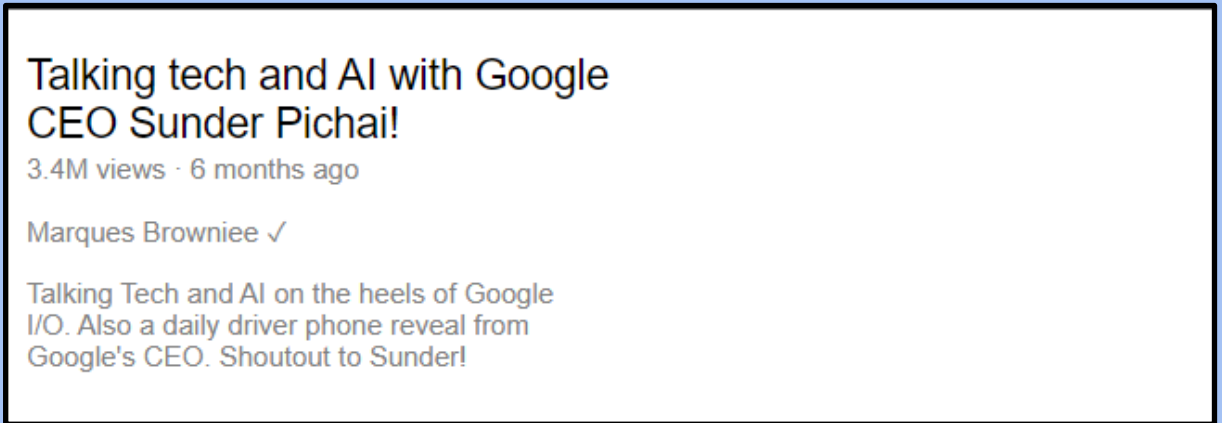 Talking tech and AI with Google
CEO Sunder Pichai!
3.4M views · 6 months ago
Marques Browniee ✓
Talking Tech and AI on the heels of Google
I/O. Also a daily driver phone reveal from
Google's CEO. Shoutout to Sunder!